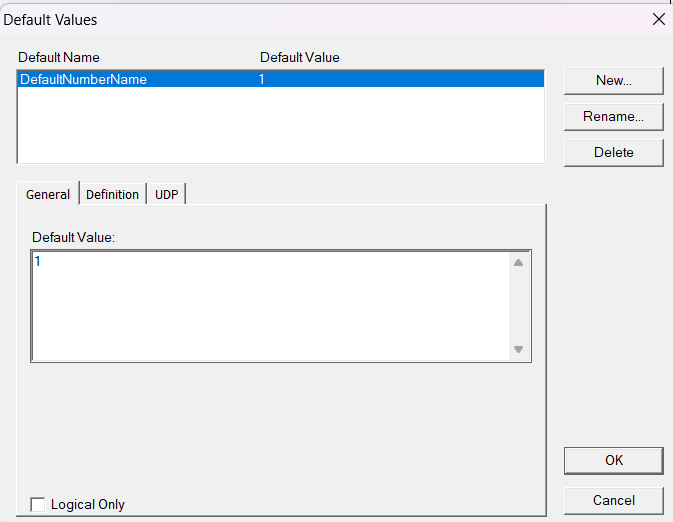 Default Values
Default Name Default Value
DefaultNumberName 1
New...
Rename...
Delete
General Definition UDP
Default Value:
1
OK
Logical Only
Cancel